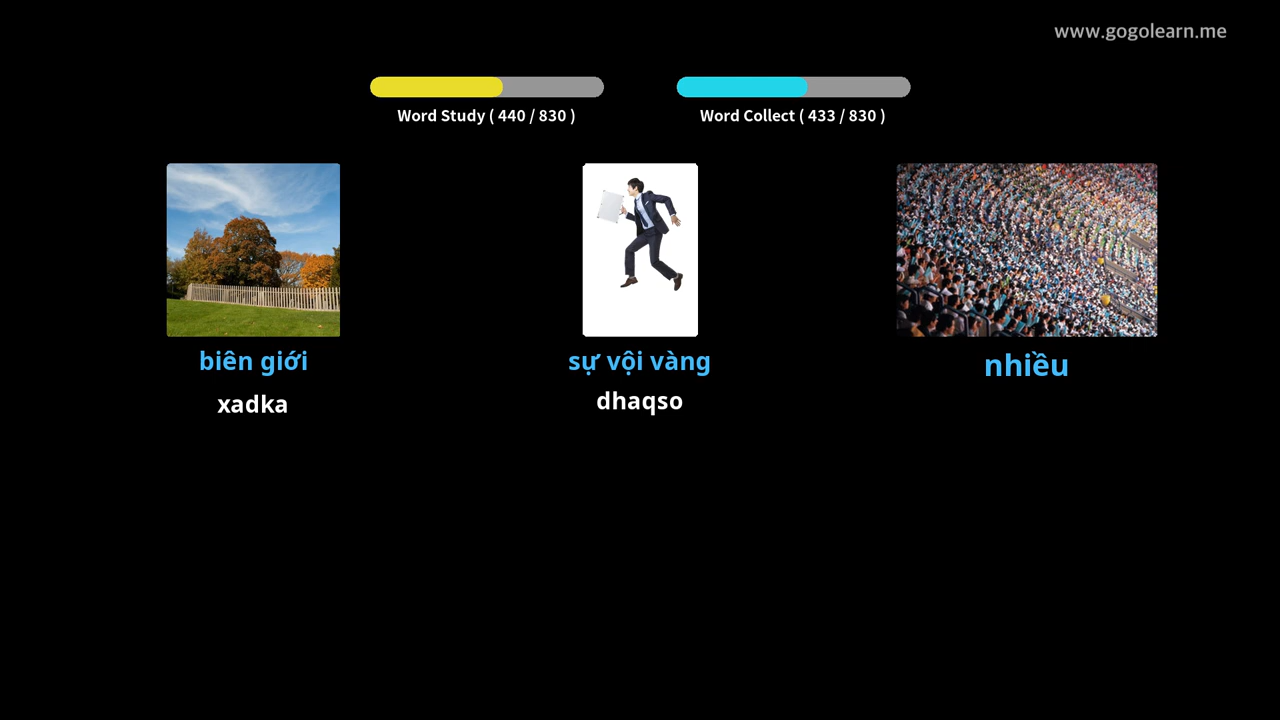 www.gogolearn.me
Word Study ( 440 / 830 )
Word Collect ( 433 / 830 )
biên giới
xadka
sự vội vàng
dhaqso
nhiều